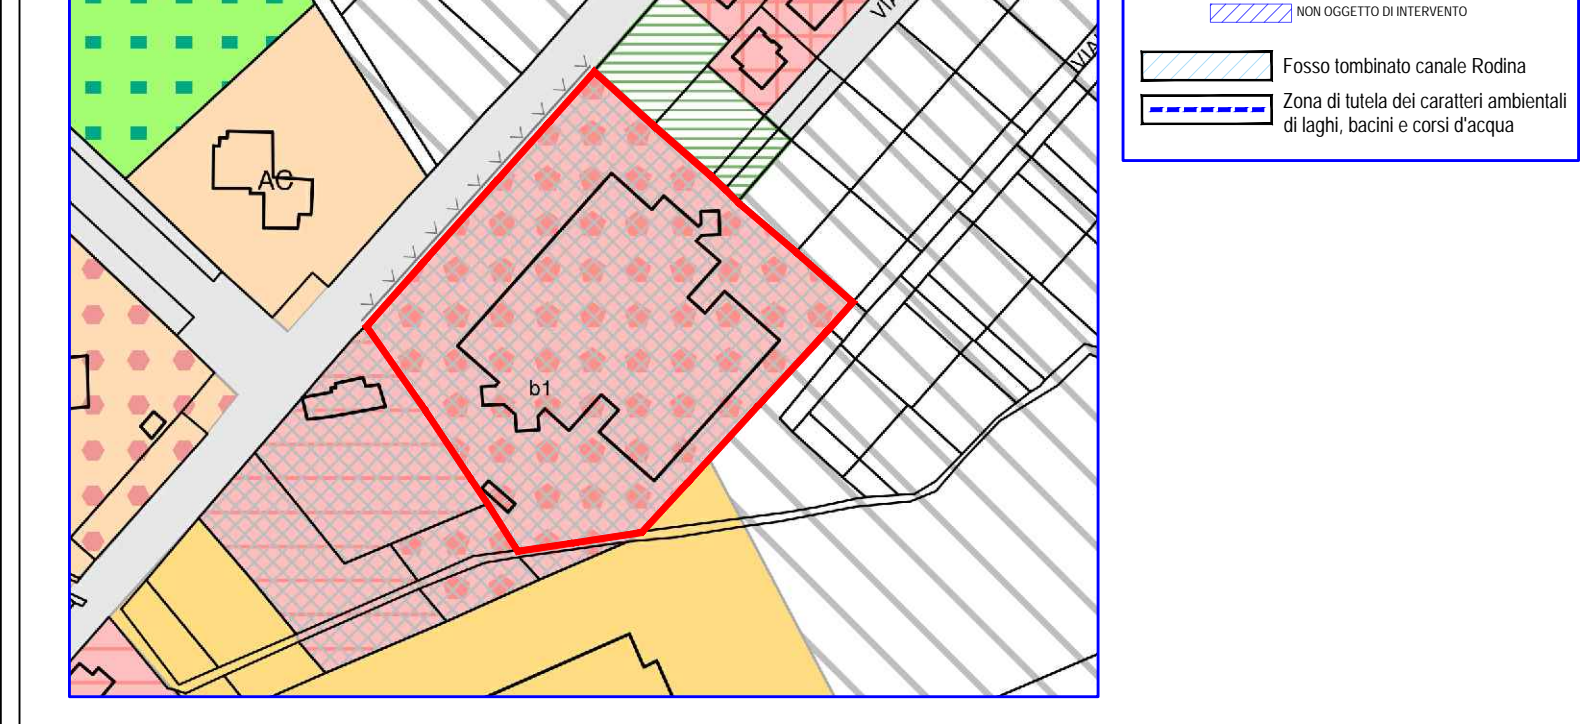 NON OGGETTO DI INTERVENTO
Fosso tombinato canale Rodina
Zona di tutela dei caratteri ambientali
di laghi, bacini e corsi d'acqua
AC
b1